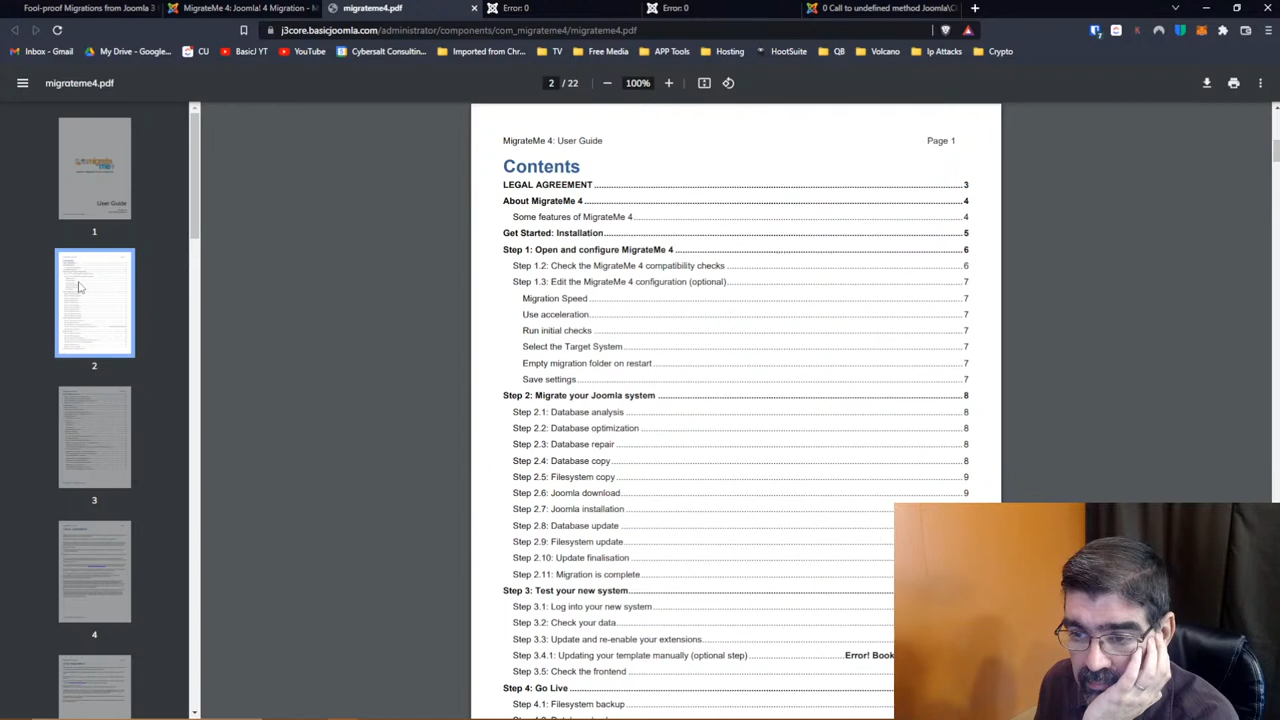 Fool-proof Migrations from Joomla 3
MigrateMe 4: Joomla! 4 Migration - M
migrateme4.pdf
Error: 0
Error: 0
0 Call to undefined method Joomla\C
j3core.basicjoomla.com/administrator/components/com_migrateme4/migrateme4.pdf
Inbox - Gmail
My Drive - Google...
CU
BasicJ YT
YouTube
Cybersalt Consultin...
Imported from Chr...
TV
Free Media
APP Tools
Hosting
HootSuite
QB
Volcano
Ip Attacks
Crypto
migrateme4.pdf
2 / 22
100%
MigrateMe 4: User Guide Page 1
Contents
LEGAL AGREEMENT 3
About MigrateMe 4 4
Some features of MigrateMe 4 4
Get Started: Installation 5
Step 1: Open and configure MigrateMe 4 6
Step 1.2: Check the MigrateMe 4 compatibility checks 6
Step 1.3: Edit the MigrateMe 4 configuration (optional) 7
Migration Speed 7
Use acceleration 7
Run initial checks 7
Select the Target System 7
Empty migration folder on restart 7
Save settings 7
Step 2: Migrate your Joomla system 8
Step 2.1: Database analysis 8
Step 2.2: Database optimization 8
Step 2.3: Database repair 8
Step 2.4: Database copy 8
Step 2.5: Filesystem copy 9
Step 2.6: Joomla download 9
Step 2.7: Joomla installation
Step 2.8: Database update
Step 2.9: Filesystem update
Step 2.10: Update finalisation
Step 2.11: Migration is complete
Step 3: Test your new system
Step 3.1: Log into your new system
Step 3.2: Check your data
Step 3.3: Update and re-enable your extensions
Step 3.4.1: Updating your template manually (optional step) Error! Book
Step 3.5: Check the frontend
Step 4: Go Live
Step 4.1: Filesystem backup
migrate me
User Guide
1
2
3
4